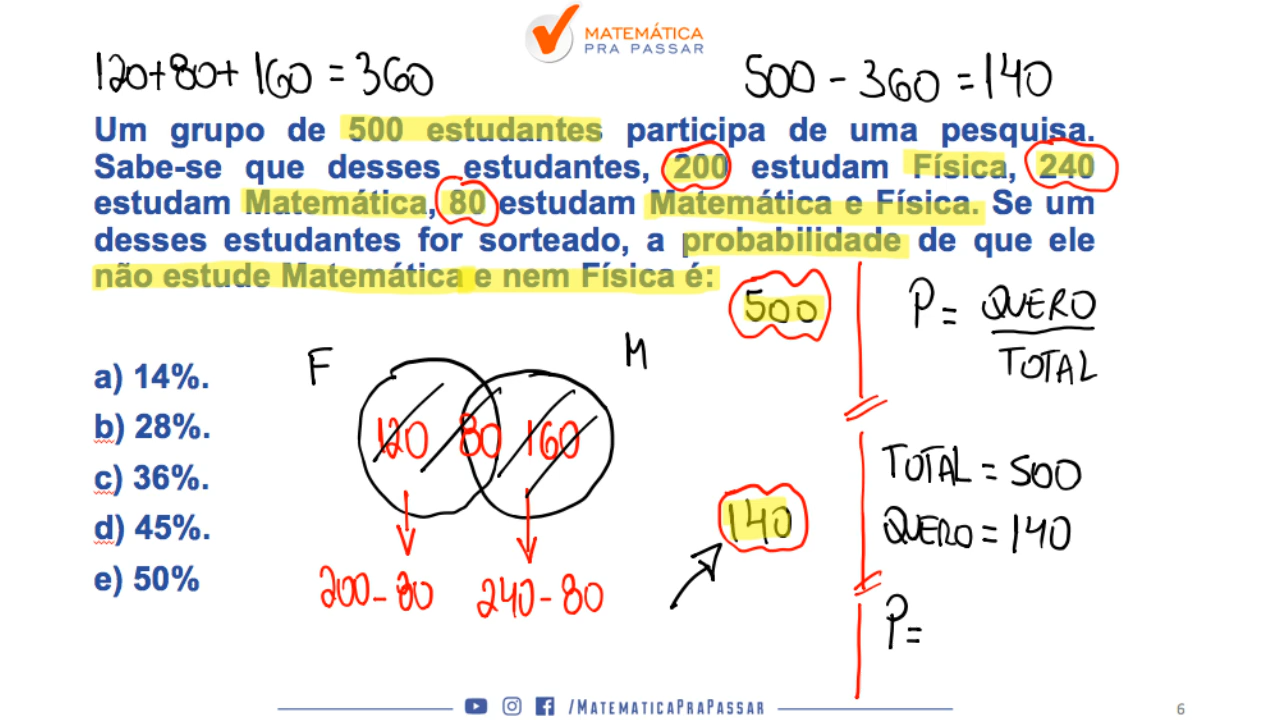 MATEMÁTICA
PRA PASSAR
120+80+160=360
500-360=140
Um grupo de 500 estudantes participa de uma pesquisa.
Sabe-se que desses estudantes, 200 estudam Física, 240
estudam Matemática, 80 estudam Matemática e Física. Se um
desses estudantes for sorteado, a probabilidade de que ele
não estude Matemática e nem Física é:
500
P= QUERO
TOTAL
F
M
a) 14%.
b) 28%.
c) 36%.
d) 45%.
e) 50%
120 80 160
200-80
240-80
140
TOTAL=500
QUERO=140
P=
/MATEMATICAPRAPASSAR
6